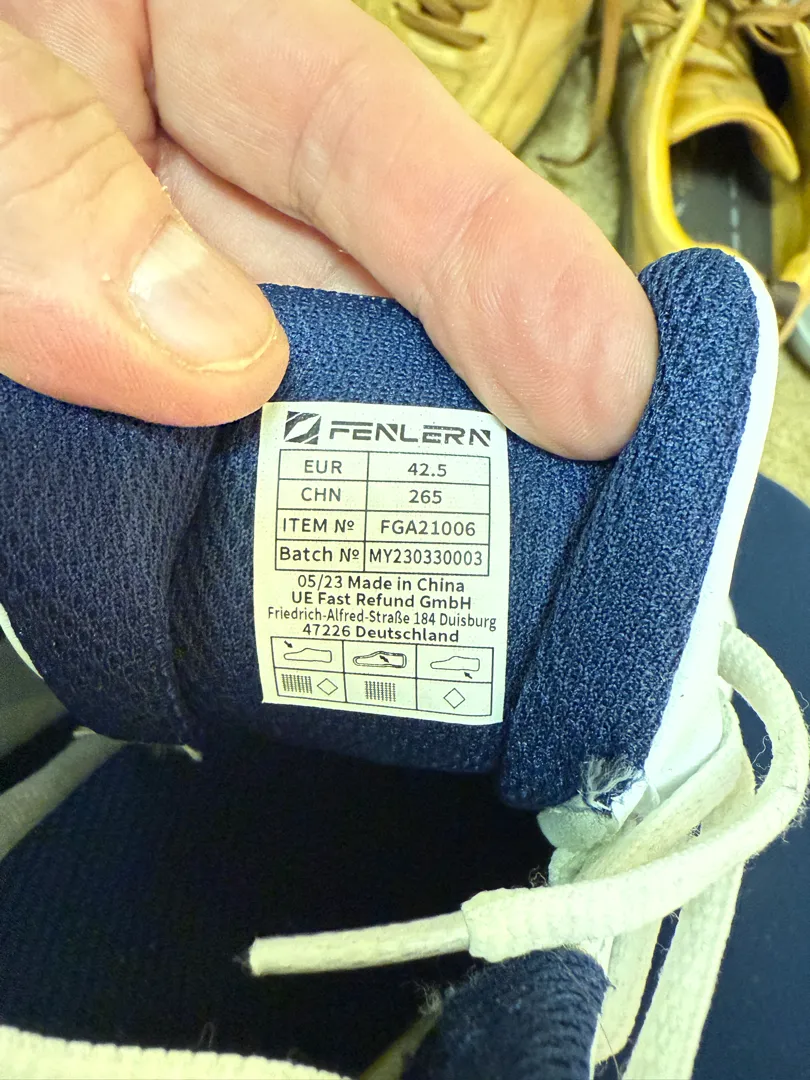 FENLERN
EUR 42.5
CHN 265
ITEM № FGA21006
Batch № MY230330003
05/23 Made in China
UE Fast Refund GmbH
Friedrich-Alfred-Straße 184 Duisburg
47226 Deutschland